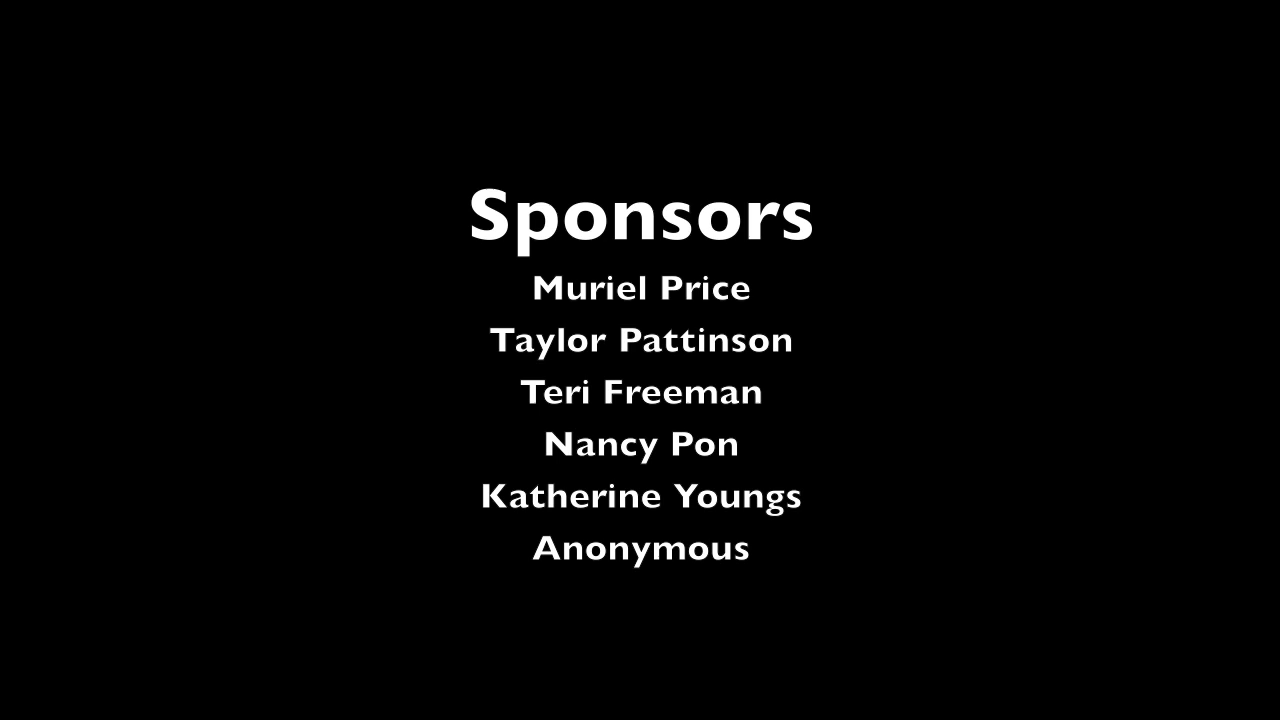 Sponsors
Muriel Price
Taylor Pattinson
Teri Freeman
Nancy Pon
Katherine Youngs
Anonymous